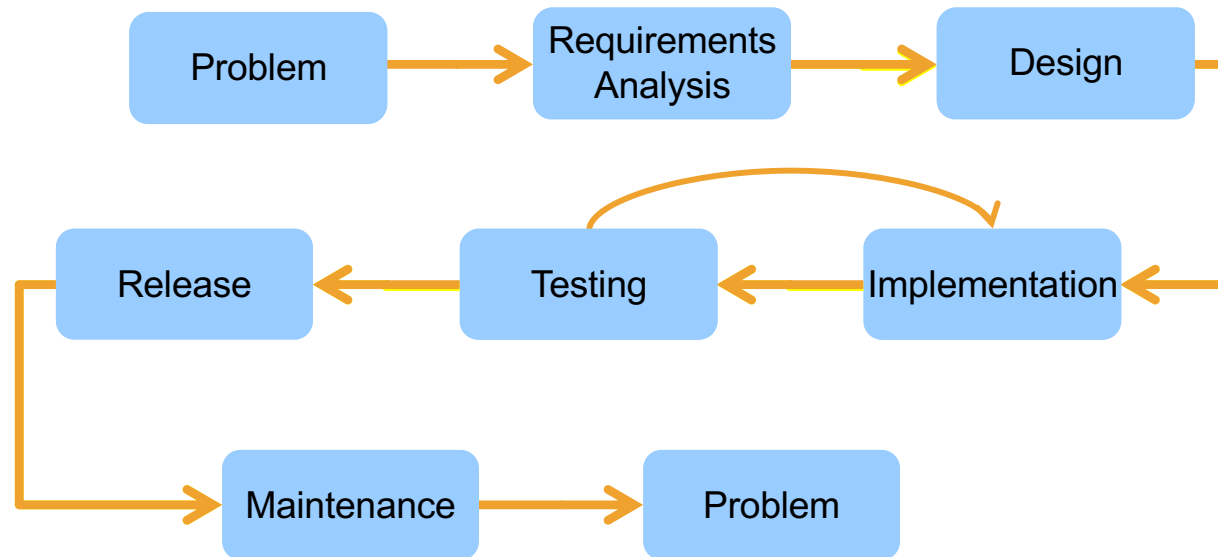 Problem
Requirements
Analysis
Design
Release
Testing
Implementation
Maintenance
Problem